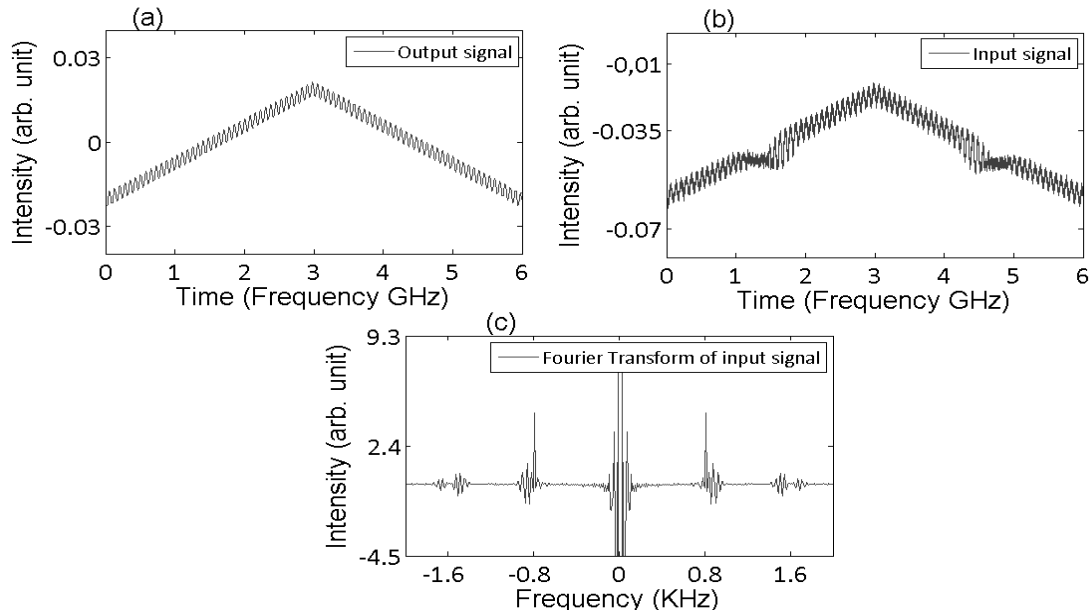 (a)
Output signal
0.03
0
-0.03
Intensity (arb. unit)
0 1 2 3 4 5 6
Time (Frequency GHz)
(b)
Input signal
-0,01
-0.035
-0.07
Intensity (arb. unit)
0 1 2 3 4 5 6
Time (Frequency GHz)
(c)
Fourier Transform of input signal
9.3
2.4
-4.5
Intensity (arb. unit)
-1.6 -0.8 0 0.8 1.6
Frequency (KHz)